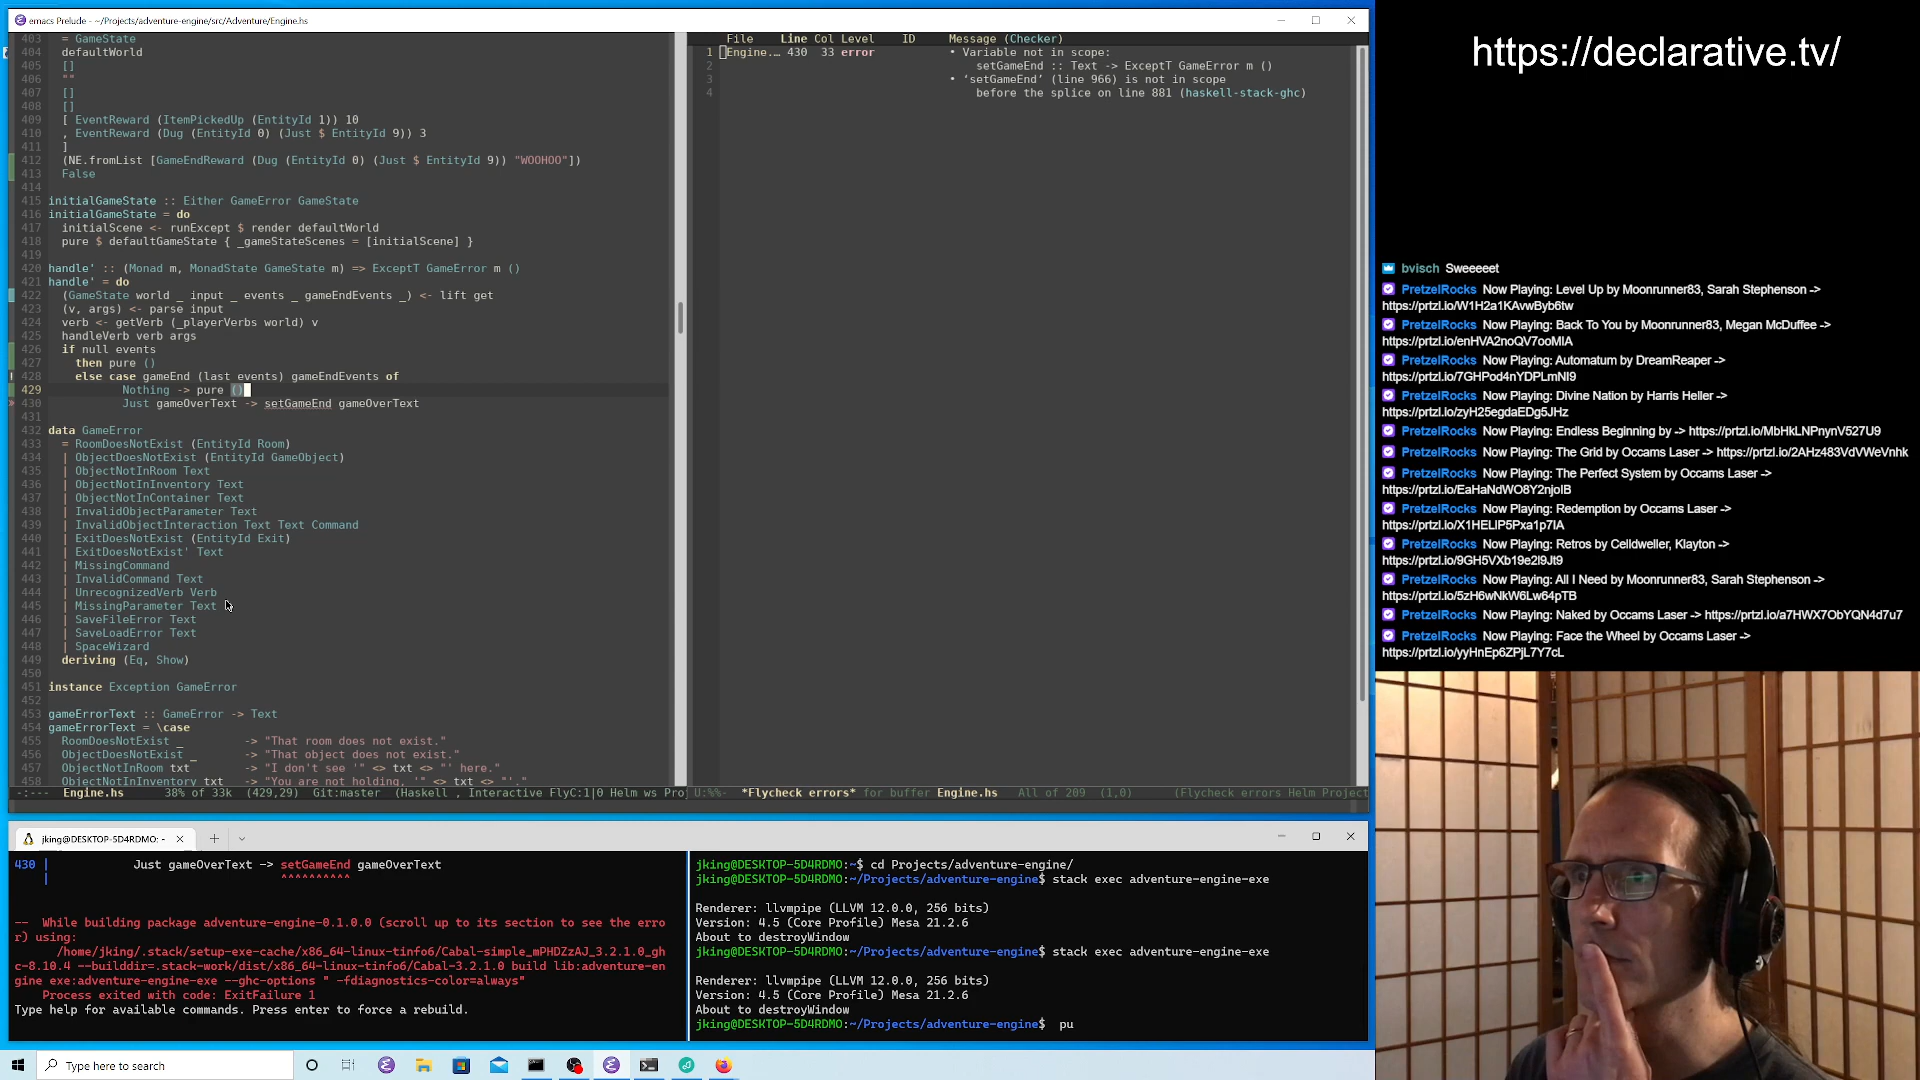 emacs Prelude - ~/Projects/adventure-engine/src/Adventure/Engine.hs
403 = GameState
404 defaultWorld
405 []
406 ""
407 []
408 []
409 [ EventReward (ItemPickedUp (EntityId 1)) 10
410 , EventReward (Dug (EntityId 0) (Just $ EntityId 9)) 3
411 ]
412 (NE.fromList [GameEndReward (Dug (EntityId 0) (Just $ EntityId 9)) "WOOHOO"])
413 False
414
415 initialGameState :: Either GameError GameState
416 initialGameState = do
417 initialScene <- runExcept $ render defaultWorld
418 pure $ defaultGameState { _gameStateScenes = [initialScene] }
419
420 handle' :: (Monad m, MonadState GameState m) => ExceptT GameError m ()
421 handle' = do
422 (GameState world _ input _ events _ gameEndEvents _) <- lift get
423 (v, args) <- parse input
424 verb <- getVerb (_playerVerbs world) v
425 handleVerb verb args
426 if null events
427 then pure ()
428 else case gameEnd (last events) gameEndEvents of
429 Nothing -> pure ()
430 Just gameOverText -> setGameEnd gameOverText
431
432 data GameError
433 = RoomDoesNotExist (EntityId Room)
434 | ObjectDoesNotExist (EntityId GameObject)
435 | ObjectNotInRoom Text
436 | ObjectNotInInventory Text
437 | ObjectNotInContainer Text
438 | InvalidObjectParameter Text
439 | InvalidObjectInteraction Text Text Command
440 | ExitDoesNotExist (EntityId Exit)
441 | ExitDoesNotExist' Text
442 | MissingCommand
443 | InvalidCommand Text
444 | UnrecognizedVerb Verb
445 | MissingParameter Text
446 | SaveFileError Text
447 | SaveLoadError Text
448 | SpaceWizard
449 deriving (Eq, Show)
450
451 instance Exception GameError
452
453 gameErrorText :: GameError -> Text
454 gameErrorText = \case
455 RoomDoesNotExist _ -> "That room does not exist."
456 ObjectDoesNotExist _ -> "That object does not exist."
457 ObjectNotInRoom txt -> "I don't see '" <> txt <> "' here."
458 ObjectNotInInventory txt -> "You are not holding, '" <> txt <> "'."
-:--- Engine.hs 38% of 33k (429,29) Git:master (Haskell , Interactive FlyC:1|0 Helm ws Pro
File Line Col Level ID Message (Checker)
1 Engine.… 430 33 error • Variable not in scope:
2 setGameEnd :: Text -> ExceptT GameError m ()
3 • ‘setGameEnd’ (line 966) is not in scope
4 before the splice on line 881 (haskell-stack-ghc)
U:%%- *Flycheck errors* for buffer Engine.hs All of 209 (1,0) (Flycheck errors Helm Project
jking@DESKTOP-5D4RDMO: ~
430 | Just gameOverText -> setGameEnd gameOverText
| ^^^^^^^^^^
-- While building package adventure-engine-0.1.0.0 (scroll up to its section to see the erro
r) using:
/home/jking/.stack/setup-exe-cache/x86_64-linux-tinfo6/Cabal-simple_mPHDZzAJ_3.2.1.0_gh
c-8.10.4 --builddir=.stack-work/dist/x86_64-linux-tinfo6/Cabal-3.2.1.0 build lib:adventure-en
gine exe:adventure-engine-exe --ghc-options " -fdiagnostics-color=always"
Process exited with code: ExitFailure 1
Type help for available commands. Press enter to force a rebuild.
jking@DESKTOP-5D4RDMO:~$ cd Projects/adventure-engine/
jking@DESKTOP-5D4RDMO:~/Projects/adventure-engine$ stack exec adventure-engine-exe
Renderer: llvmpipe (LLVM 12.0.0, 256 bits)
Version: 4.5 (Core Profile) Mesa 21.2.6
About to destroyWindow
jking@DESKTOP-5D4RDMO:~/Projects/adventure-engine$ stack exec adventure-engine-exe
Renderer: llvmpipe (LLVM 12.0.0, 256 bits)
Version: 4.5 (Core Profile) Mesa 21.2.6
About to destroyWindow
jking@DESKTOP-5D4RDMO:~/Projects/adventure-engine$ pu
Type here to search
https://declarative.tv/
bvisch Sweeeeet
PretzelRocks Now Playing: Level Up by Moonrunner83, Sarah Stephenson ->
https://prtzl.io/W1H2a1KAvwByb6tw
PretzelRocks Now Playing: Back To You by Moonrunner83, Megan McDuffee ->
https://prtzl.io/enHVA2noQV7ooMIA
PretzelRocks Now Playing: Automatum by DreamReaper ->
https://prtzl.io/7GHPod4nYDPLmNI9
PretzelRocks Now Playing: Divine Nation by Harris Heller ->
https://prtzl.io/zyH25egdaEDg5JHz
PretzelRocks Now Playing: Endless Beginning by -> https://prtzl.io/MbHkLNPnynV527U9
PretzelRocks Now Playing: The Grid by Occams Laser -> https://prtzl.io/2AHz483VdVWeVnhk
PretzelRocks Now Playing: The Perfect System by Occams Laser ->
https://prtzl.io/EaHaNdWO8Y2njoIB
PretzelRocks Now Playing: Redemption by Occams Laser ->
https://prtzl.io/X1HELlP5Pxa1p7IA
PretzelRocks Now Playing: Retros by Celldweller, Klayton ->
https://prtzl.io/9GH5VXb19e2l9Jt9
PretzelRocks Now Playing: All I Need by Moonrunner83, Sarah Stephenson ->
https://prtzl.io/5zH6wNkW6Lw64pTB
PretzelRocks Now Playing: Naked by Occams Laser -> https://prtzl.io/a7HWX7ObYQN4d7u7
PretzelRocks Now Playing: Face the Wheel by Occams Laser ->
https://prtzl.io/yyHnEp6ZPjL7Y7cL